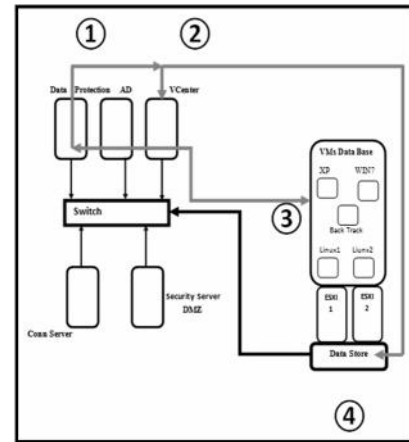 1
2
Data Protection AD VCenter
VMs Data Base
XP WIN7
Back Track
Switch
3
Linux1 Liunx2
ESXI
1
ESXI
2
Security Server
DMZ
Conn Server
Data Store
4